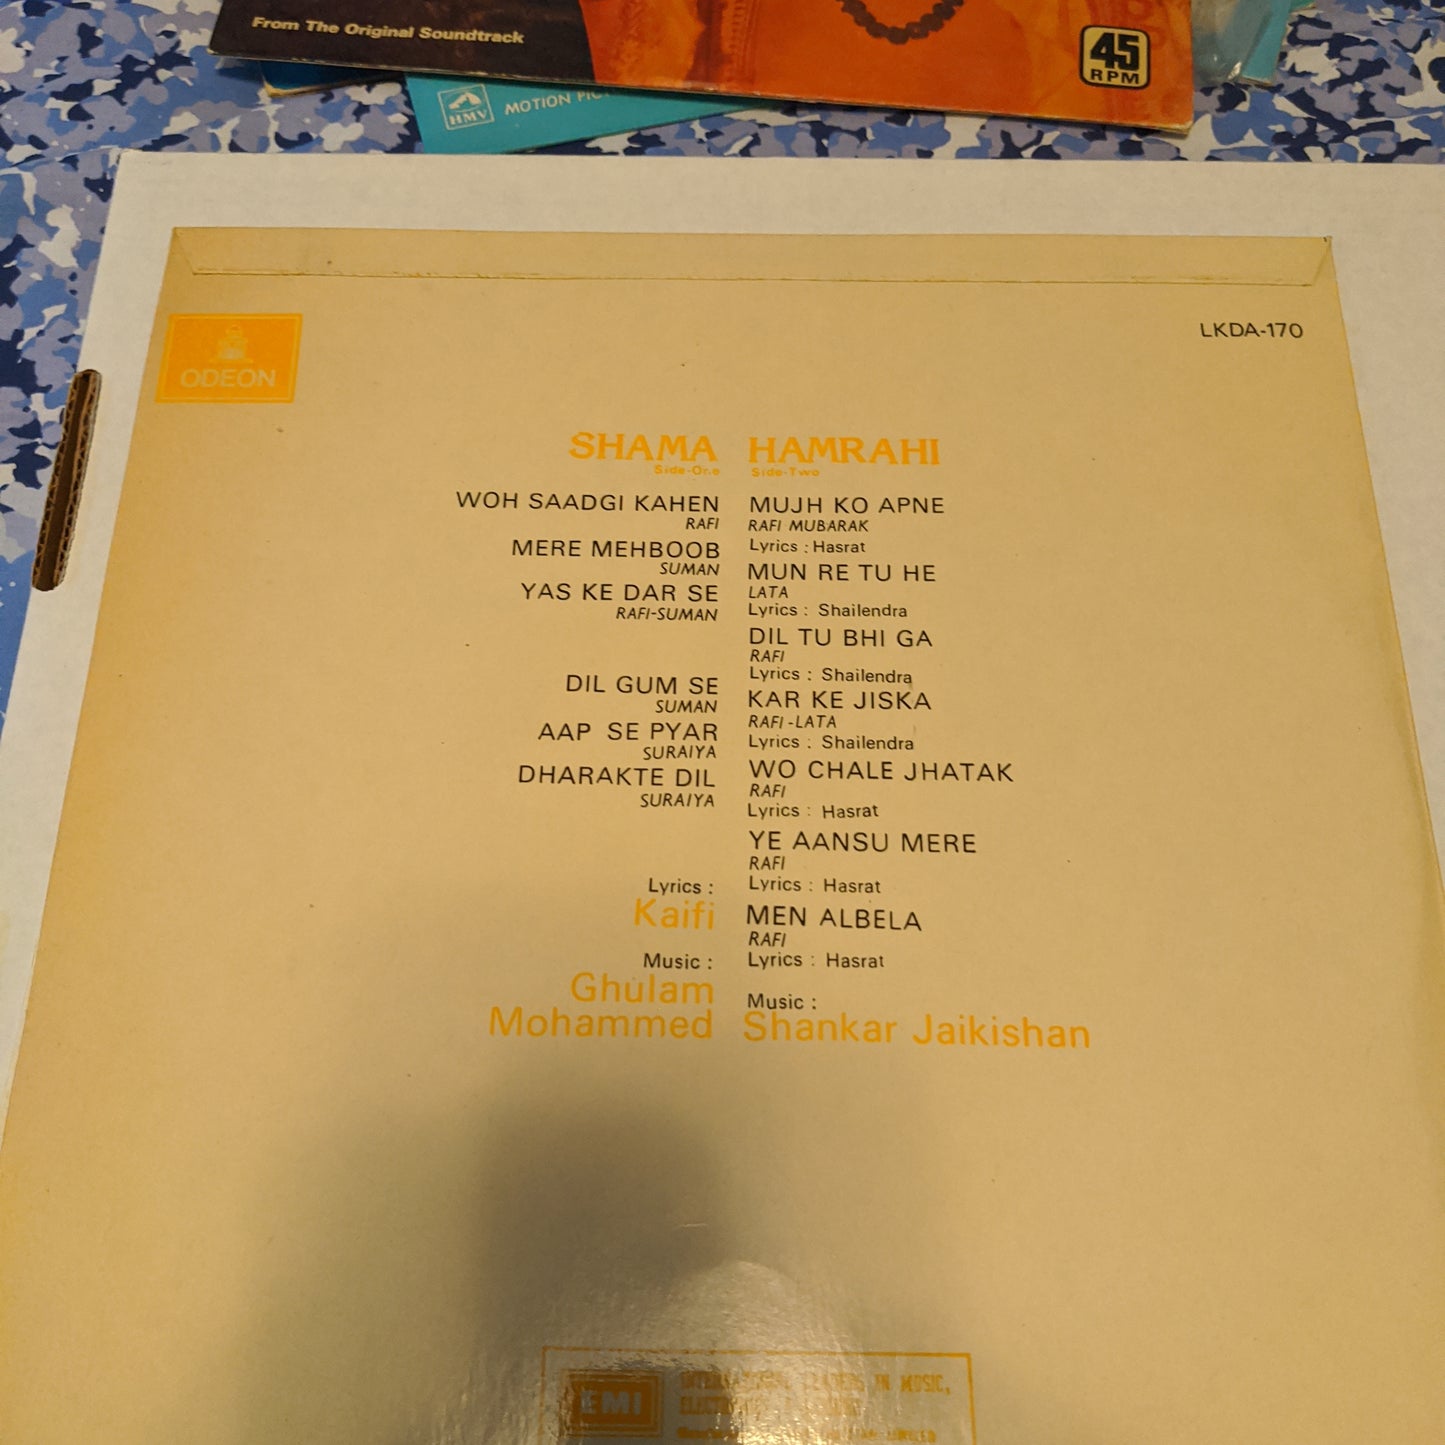 From The Original Soundtrack
45
RPM
HMV
MOTION
ODEON
LKDA-170
SHAMA
Side-One
WOH SAADGI KAHEN
RAFI
MERE MEHBOOB
SUMAN
YAS KE DAR SE
RAFI-SUMAN
DIL GUM SE
SUMAN
AAP SE PYAR
SURAIYA
DHARAKTE DIL
SURAIYA
Lyrics :
Kaifi
Music :
Ghulam
Mohammed
HAMRAHI
Side-Two
MUJH KO APNE
RAFI MUBARAK
Lyrics : Hasrat
MUN RE TU HE
LATA
Lyrics : Shailendra
DIL TU BHI GA
RAFI
Lyrics : Shailendra
KAR KE JISKA
RAFI-LATA
Lyrics : Shailendra
WO CHALE JHATAK
RAFI
Lyrics : Hasrat
YE AANSU MERE
RAFI
Lyrics : Hasrat
MEN ALBELA
RAFI
Lyrics : Hasrat
Music :
Shankar Jaikishan
EMI
INTERNATIONAL LEADERS IN MUSIC,